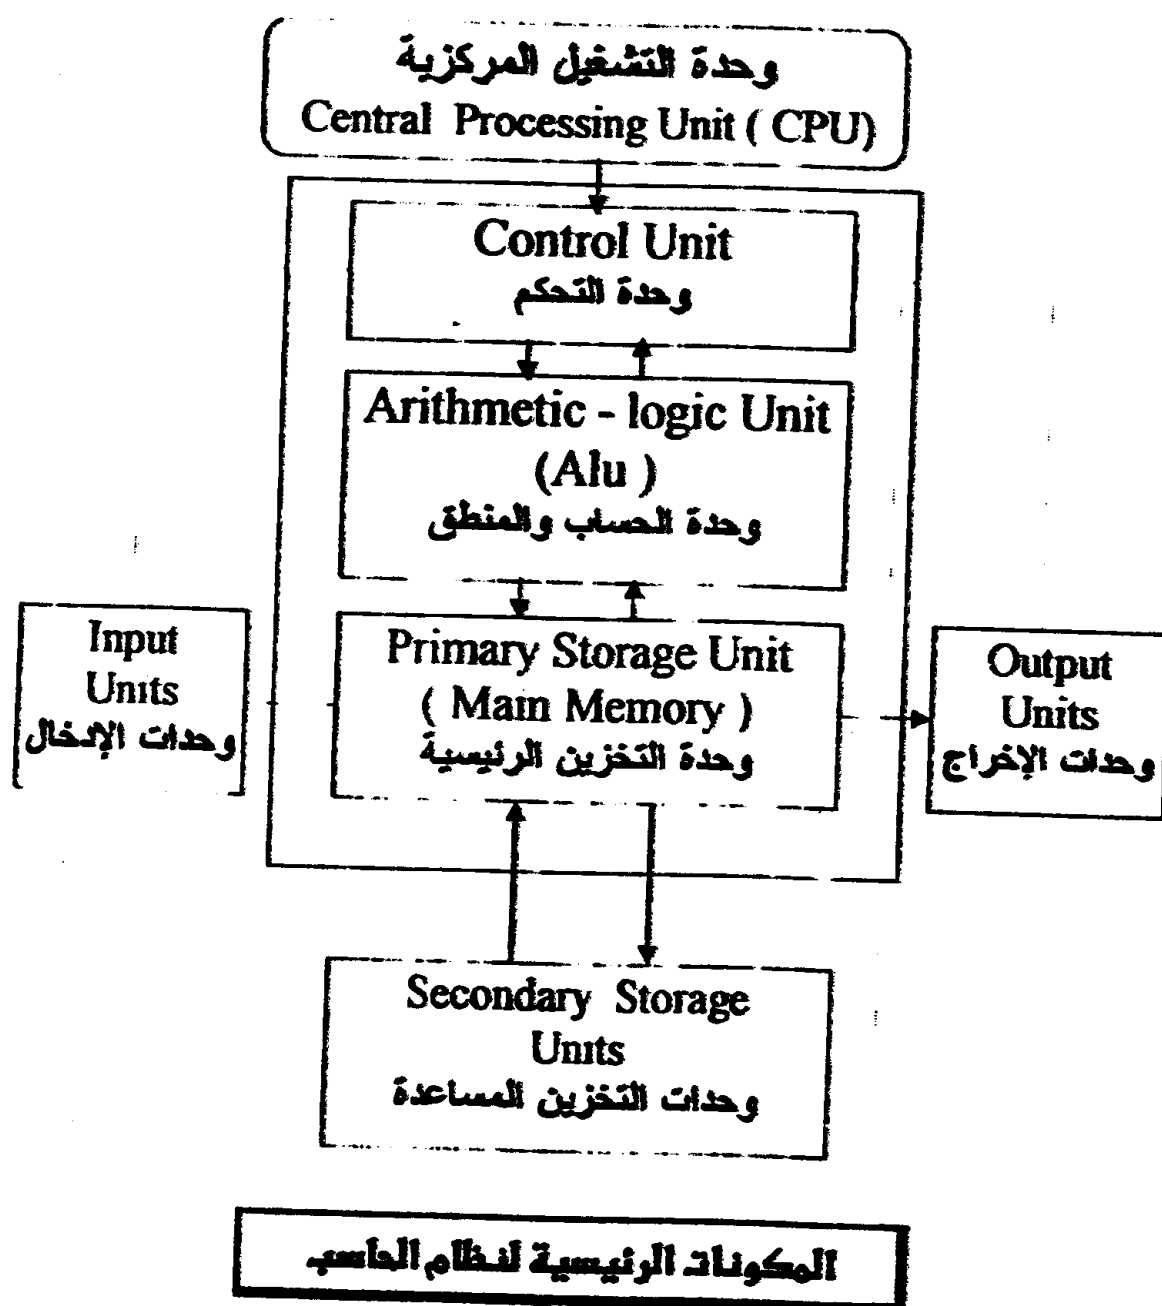 وحدة التشغيل المركزية
Central Processing Unit ( CPU)
Control Unit
وحدة التحكم
Arithmetic - logic Unit
(Alu )
وحدة الحساب والمنطق
Input
Units
وحدات الإدخال
Primary Storage Unit
( Main Memory )
وحدة التخزين الرئيسية
Output
Units
وحدات الإخراج
Secondary Storage
Units
وحدات التخزين المساعدة
المكونات الرئيسية لنظام الحاسب